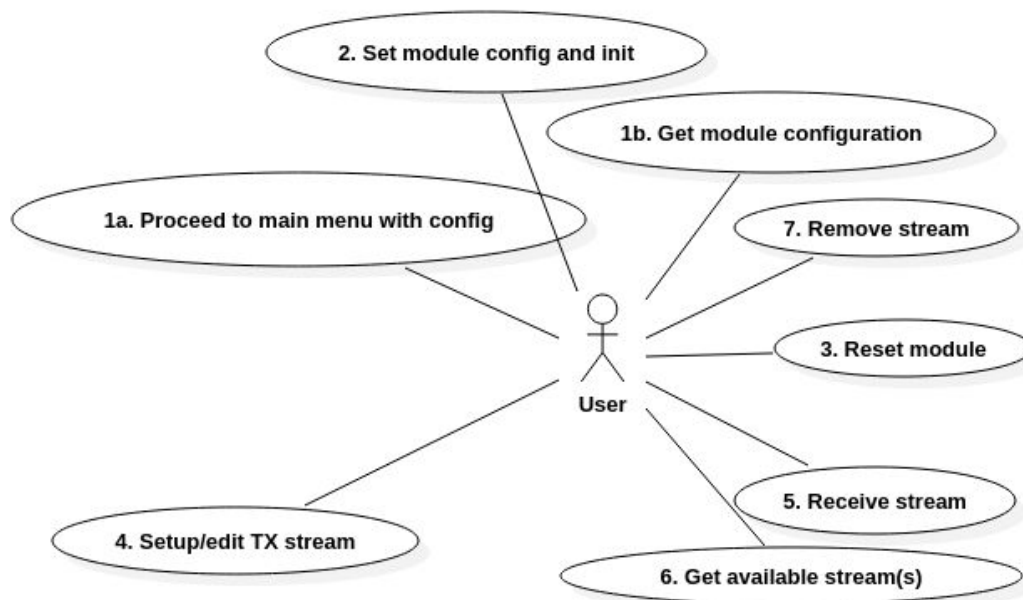 2. Set module config and init
1b. Get module configuration
1a. Proceed to main menu with config
7. Remove stream
3. Reset module
User
5. Receive stream
4. Setup/edit TX stream
6. Get available stream(s)